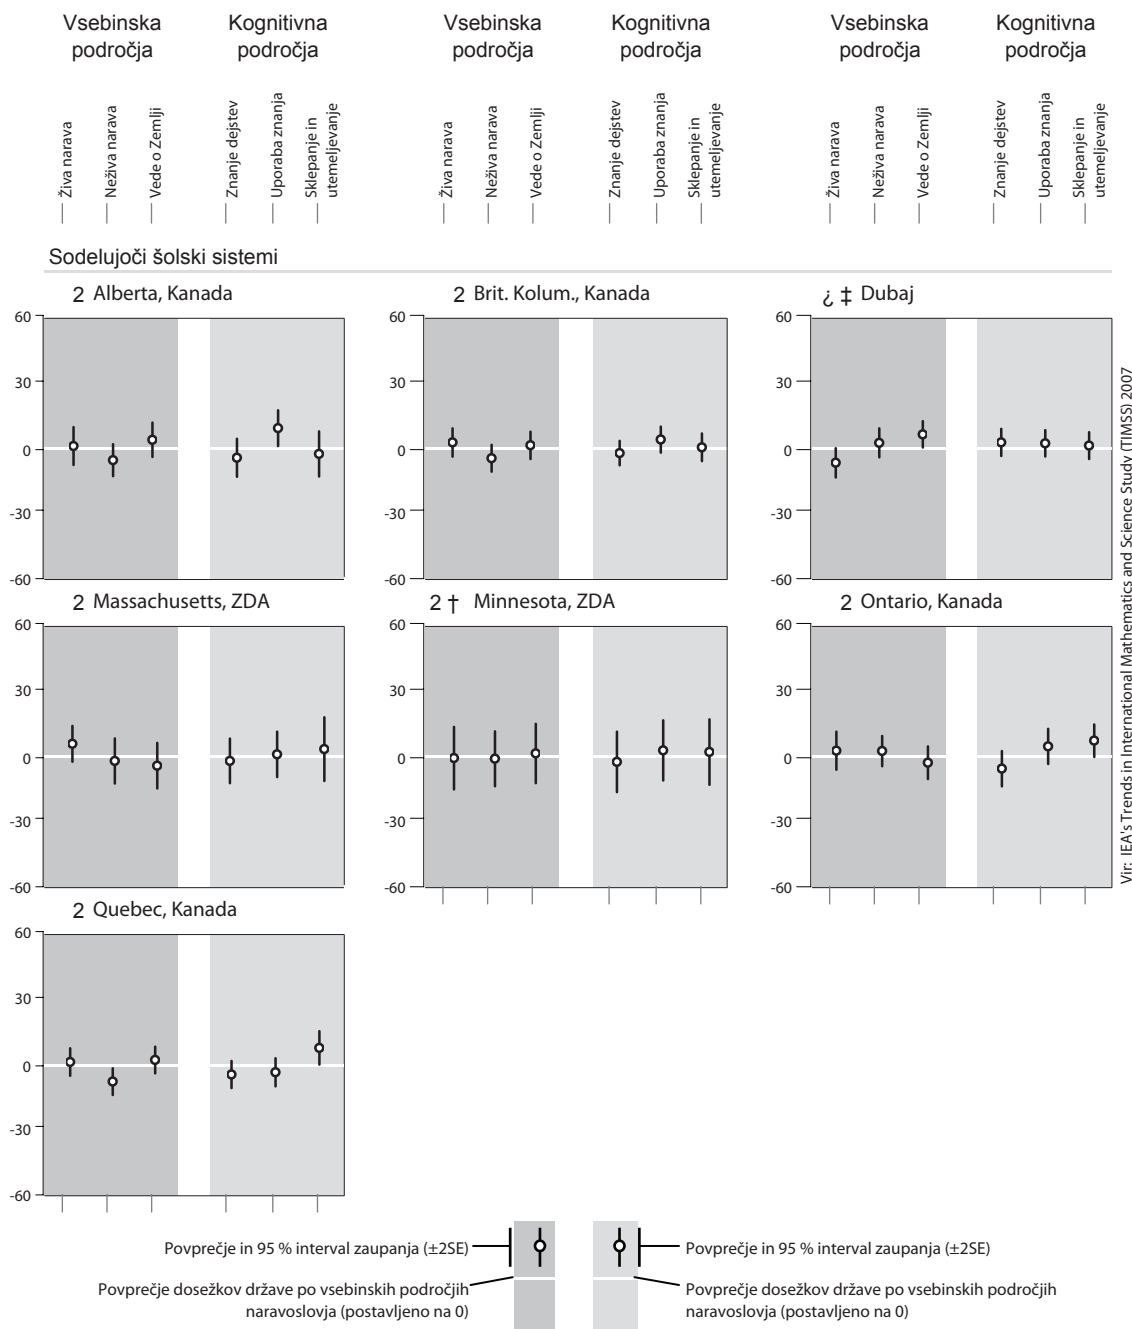 Vsebinska
področja
Kognitivna
področja
Vsebinska
področja
Kognitivna
področja
Vsebinska
področja
Kognitivna
področja
Živa narava
Neživa narava
Vede o Zemlji
Znanje dejstev
Uporaba znanja
Sklepanje in
utemeljevanje
Živa narava
Neživa narava
Vede o Zemlji
Znanje dejstev
Uporaba znanja
Sklepanje in
utemeljevanje
Živa narava
Neživa narava
Vede o Zemlji
Znanje dejstev
Uporaba znanja
Sklepanje in
utemeljevanje
Sodelujoči šolski sistemi
2 Alberta, Kanada
60
30
0
-30
-60
2 Brit. Kolum., Kanada
60
30
0
-30
-60
¿ ‡ Dubaj
60
30
0
-30
-60
2 Massachusetts, ZDA
60
30
0
-30
-60
2 † Minnesota, ZDA
60
30
0
-30
-60
2 Ontario, Kanada
60
30
0
-30
-60
2 Quebec, Kanada
60
30
0
-30
-60
Vir: IEA's Trends in International Mathematics and Science Study (TIMSS) 2007
Povprečje in 95 % interval zaupanja (±2SE)
Povprečje dosežkov države po vsebinskih področjih
naravoslovja (postavljeno na 0)
Povprečje in 95 % interval zaupanja (±2SE)
Povprečje dosežkov države po vsebinskih področjih
naravoslovja (postavljeno na 0)